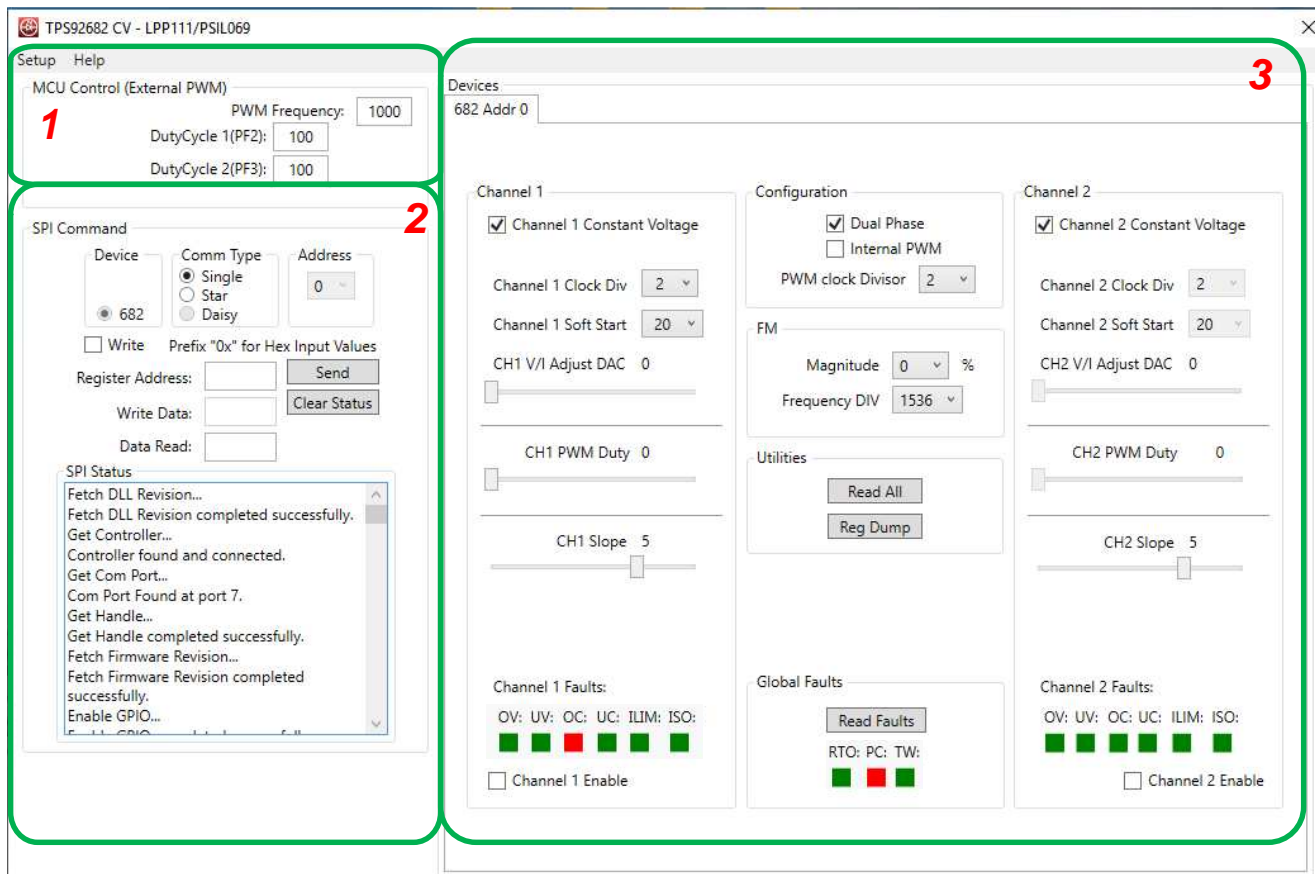 TPS92682 CV - LPP111/PSIL069
Setup Help
MCU Control (External PWM)
1
PWM Frequency: 1000
DutyCycle 1(PF2): 100
DutyCycle 2(PF3): 100
2
SPI Command
Device Comm Type Address
Single
Star
Daisy
0
682
Write Prefix "0x" for Hex Input Values
Register Address: Send
Write Data: Clear Status
Data Read:
SPI Status
Fetch DLL Revision...
Fetch DLL Revision completed successfully.
Get Controller...
Controller found and connected.
Get Com Port...
Com Port Found at port 7.
Get Handle...
Get Handle completed successfully.
Fetch Firmware Revision...
Fetch Firmware Revision completed
successfully.
Enable GPIO...
3
Devices
682 Addr 0
Channel 1
Channel 1 Constant Voltage
Channel 1 Clock Div 2
Channel 1 Soft Start 20
CH1 V/I Adjust DAC 0
CH1 PWM Duty 0
CH1 Slope 5
Channel 1 Faults:
OV: UV: OC: UC: ILIM: ISO:
Channel 1 Enable
Configuration
Dual Phase
Internal PWM
PWM clock Divisor 2
FM
Magnitude 0 %
Frequency DIV 1536
Utilities
Read All
Reg Dump
Global Faults
Read Faults
RTO: PC: TW:
Channel 2
Channel 2 Constant Voltage
Channel 2 Clock Div 2
Channel 2 Soft Start 20
CH2 V/I Adjust DAC 0
CH2 PWM Duty 0
CH2 Slope 5
Channel 2 Faults:
OV: UV: OC: UC: ILIM: ISO:
Channel 2 Enable